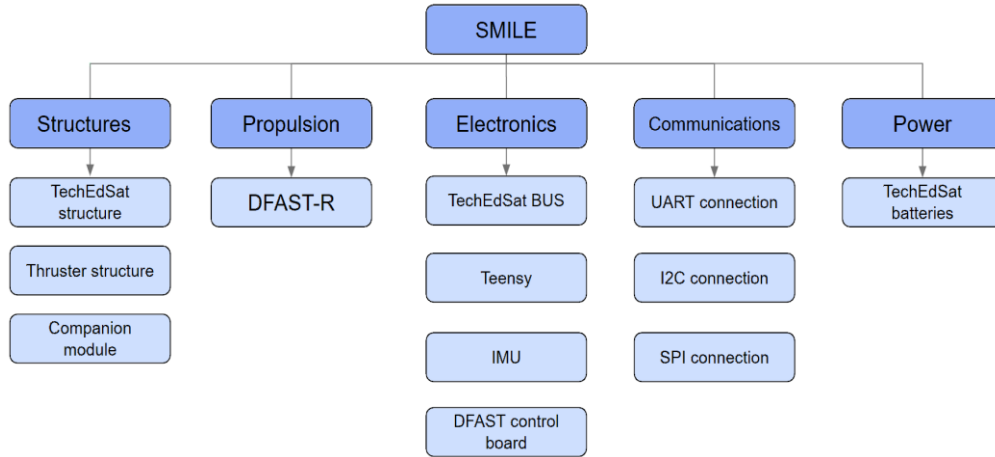 SMILE
Structures
Propulsion
Electronics
Communications
Power
TechEdSat
structure
DFAST-R
TechEdSat BUS
UART connection
TechEdSat
batteries
Thruster structure
Teensy
I2C connection
Companion
module
IMU
SPI connection
DFAST control
board